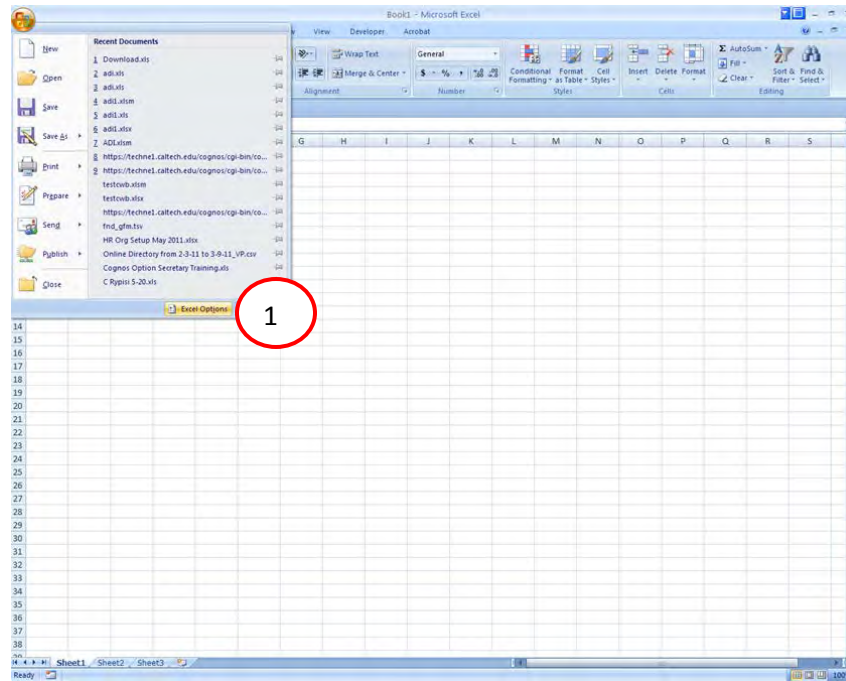 Book1 - Microsoft Excel
View Developer Acrobat
Wrap Text
General
Merge & Center
$ % ,
Conditional Formatting
Format as Table
Cell Styles
Insert Delete Format
Σ AutoSum
Fill
Clear
Sort & Filter
Find & Select
Alignment
Number
Styles
Cells
Editing
New
Open
Save
Save As
Print
Prepare
Send
Publish
Close
Recent Documents
1 Download.xls
2 adi.xls
3 adi.xls
4 adi1.xlsm
5 adi1.xls
6 adi1.xlsx
7 ADI.xlsm
8 https://techne1.caltech.edu/cognos/cgi-bin/co...
9 https://techne1.caltech.edu/cognos/cgi-bin/co...
testcwb.xlsm
testcwb.xlsx
https://techne1.caltech.edu/cognos/cgi-bin/co...
fnd_gfm.tsv
HR Org Setup May 2011.xlsx
Online Directory from 2-3-11 to 3-9-11_VP.csv
Cognos Option Secretary Training.xls
C Rypisi 5-20.xls
Excel Options
1
G H I J K L M N O P Q R S
14
15
16
17
18
19
20
21
22
23
24
25
26
27
28
29
30
31
32
33
34
35
36
37
38
Sheet1 Sheet2 Sheet3
Ready